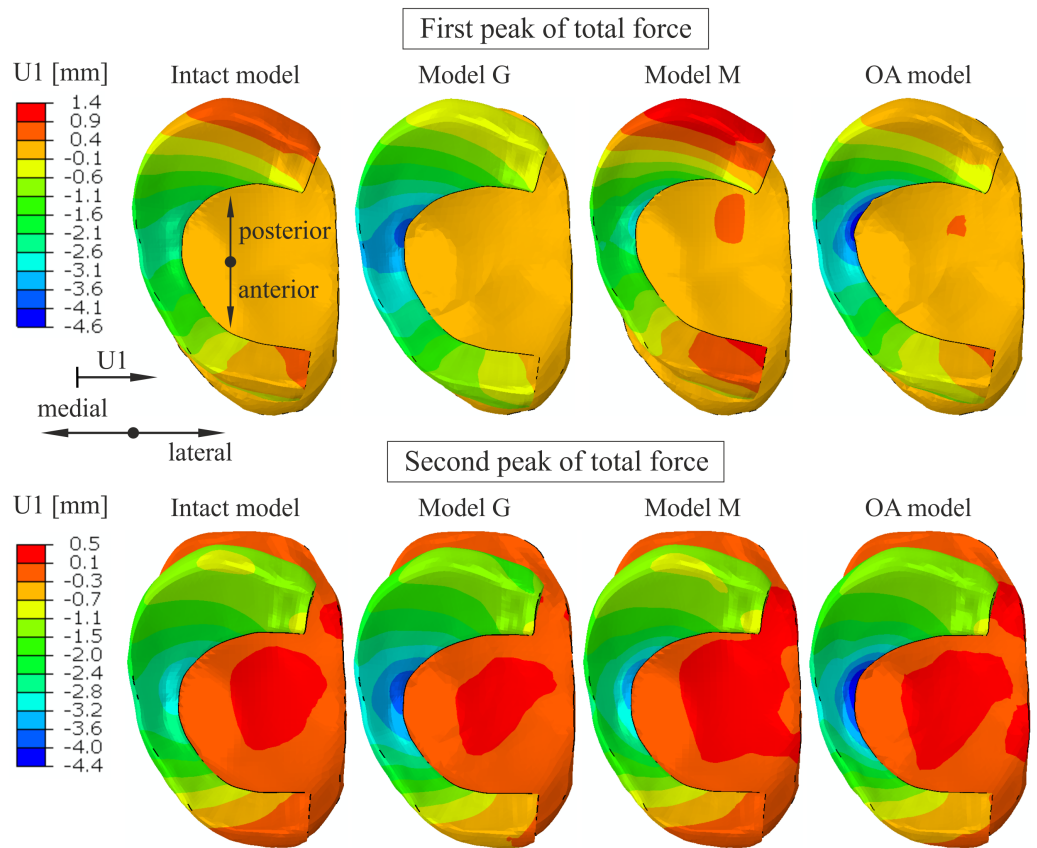 First peak of total force
U1 [mm]
Intact model
Model G
Model M
OA model
1.4
0.9
0.4
-0.1
-0.6
-1.1
-1.6
-2.1
-2.6
-3.1
-3.6
-4.1
-4.6
posterior
anterior
U1
medial
lateral
Second peak of total force
U1 [mm]
Intact model
Model G
Model M
OA model
0.5
0.1
-0.3
-0.7
-1.1
-1.5
-2.0
-2.4
-2.8
-3.2
-3.6
-4.0
-4.4